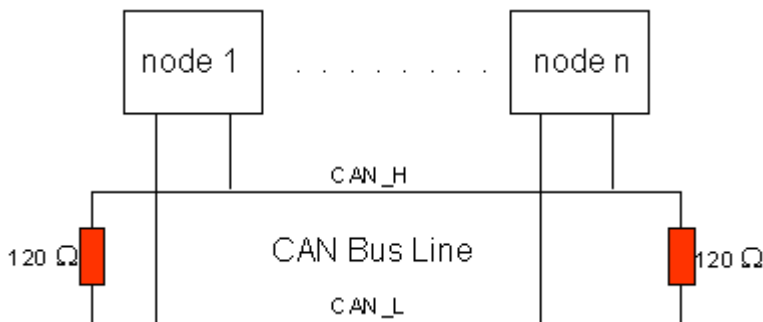 node 1 . . . . . . . . node n
CAN_H
120 Ω CAN Bus Line 120 Ω
CAN_L